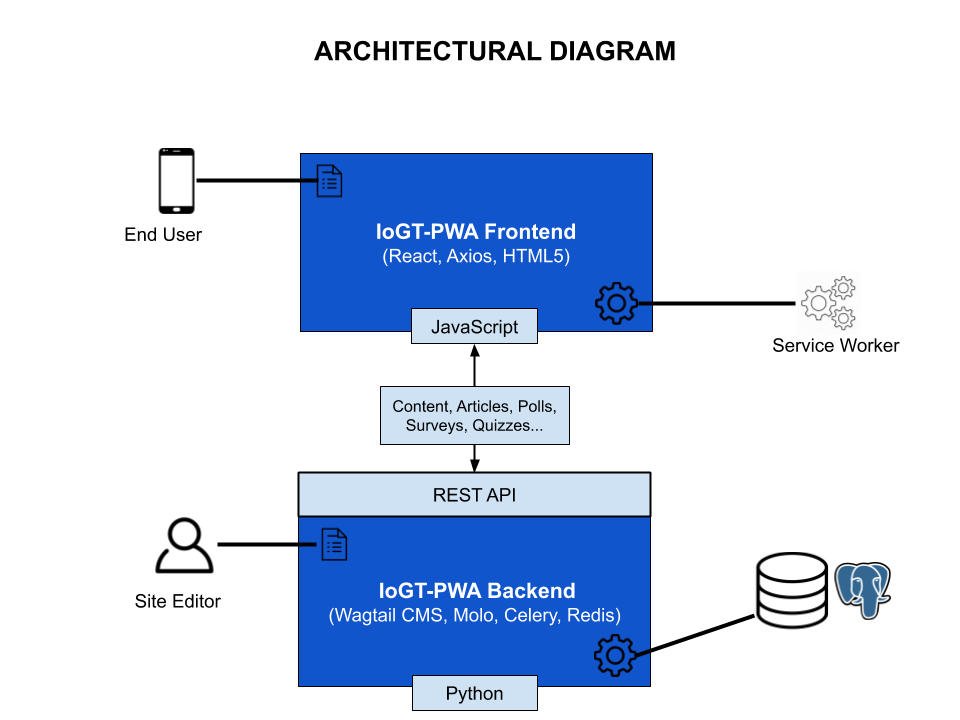 ARCHITECTURAL DIAGRAM
End User
IoGT-PWA Frontend
(React, Axios, HTML5)
JavaScript
Service Worker
Content, Articles, Polls,
Surveys, Quizzes...
REST API
Site Editor
IoGT-PWA Backend
(Wagtail CMS, Molo, Celery, Redis)
Python